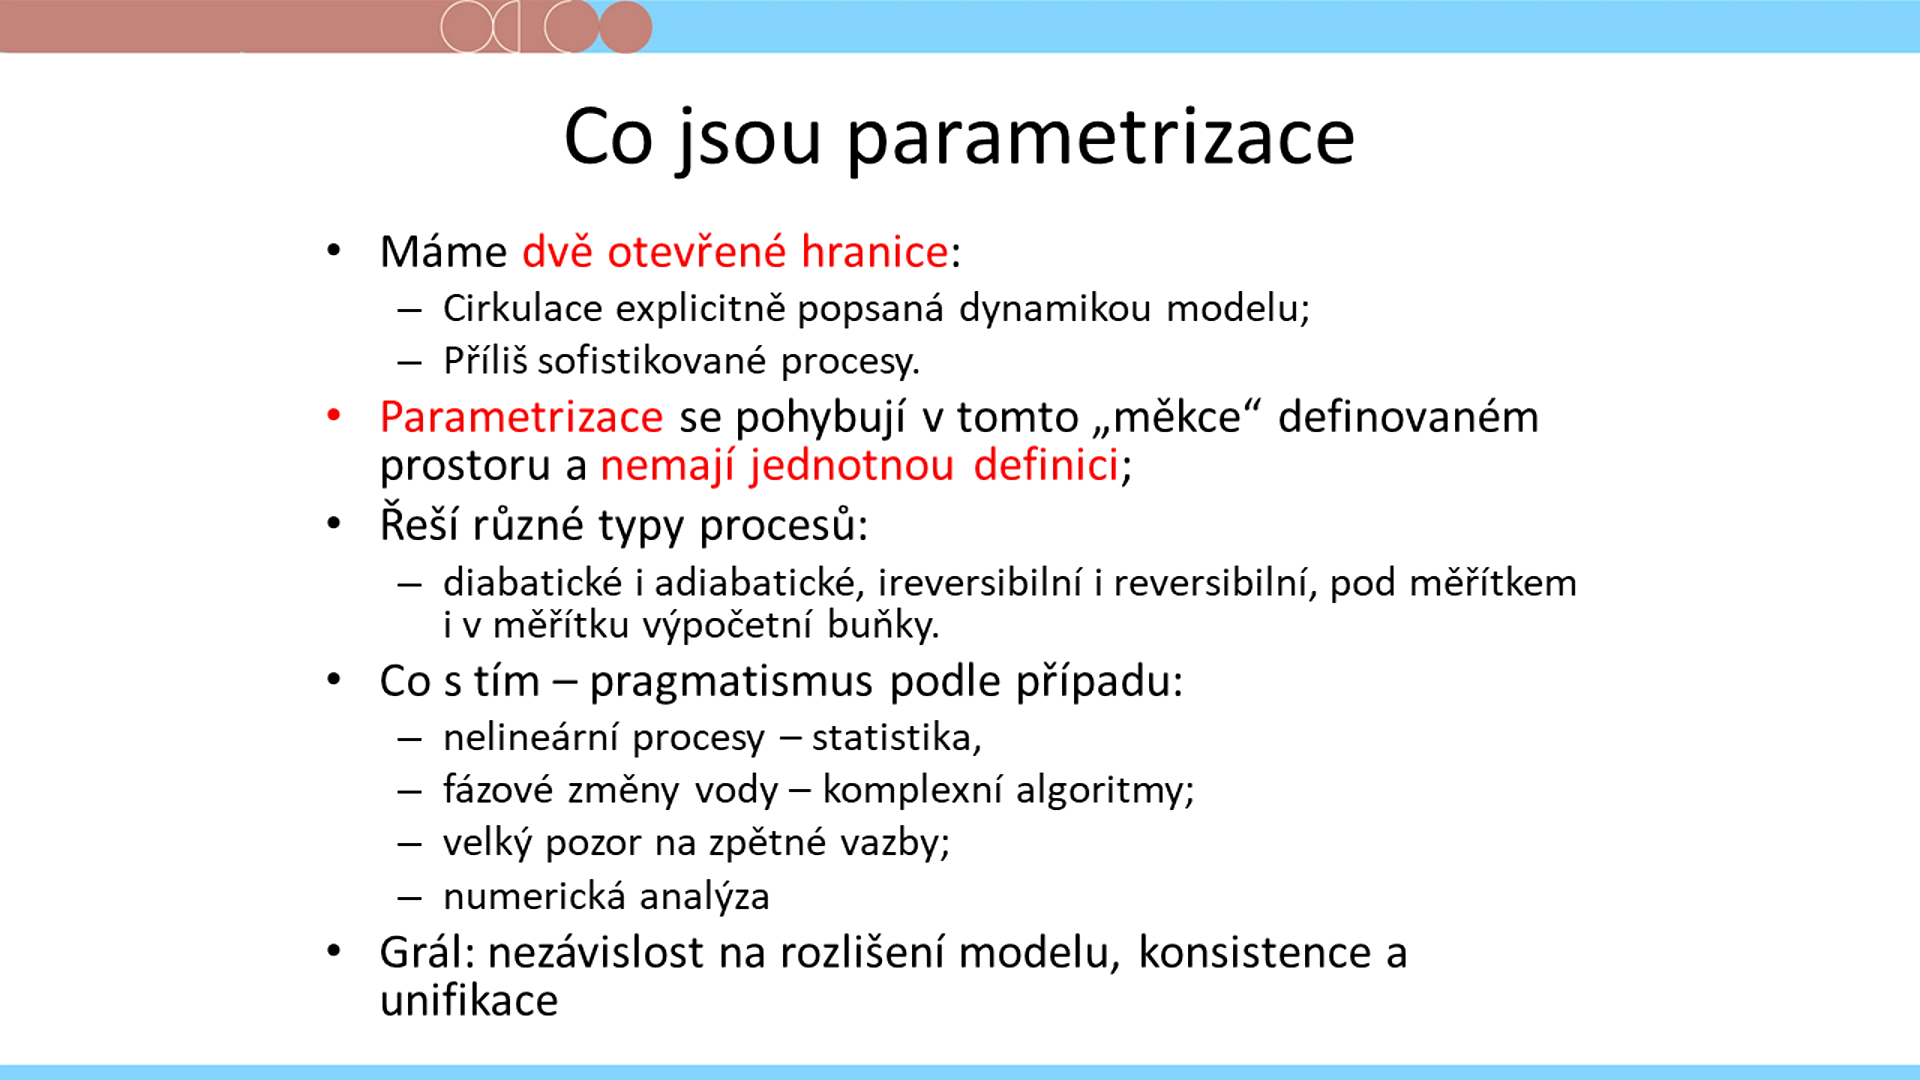 Co jsou parametrizace
• Máme dvě otevřené hranice:
– Cirkulace explicitně popsaná dynamikou modelu;
– Příliš sofistikované procesy.
• Parametrizace se pohybují v tomto „měkce“ definovaném
prostoru a nemají jednotnou definici;
• Řeší různé typy procesů:
– diabatické i adiabatické, ireversibilní i reversibilní, pod měřítkem
i v měřítku výpočetní buňky.
• Co s tím – pragmatismus podle případu:
– nelineární procesy – statistika,
– fázové změny vody – komplexní algoritmy;
– velký pozor na zpětné vazby;
– numerická analýza
• Grál: nezávislost na rozlišení modelu, konsistence a
unifikace